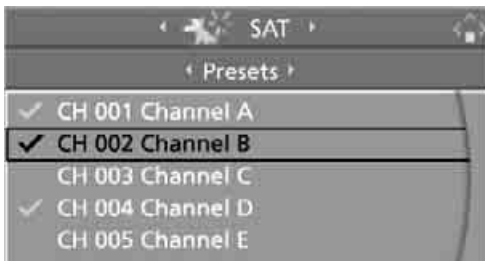 SAT
Presets
CH 001 Channel A
CH 002 Channel B
CH 003 Channel C
CH 004 Channel D
CH 005 Channel E